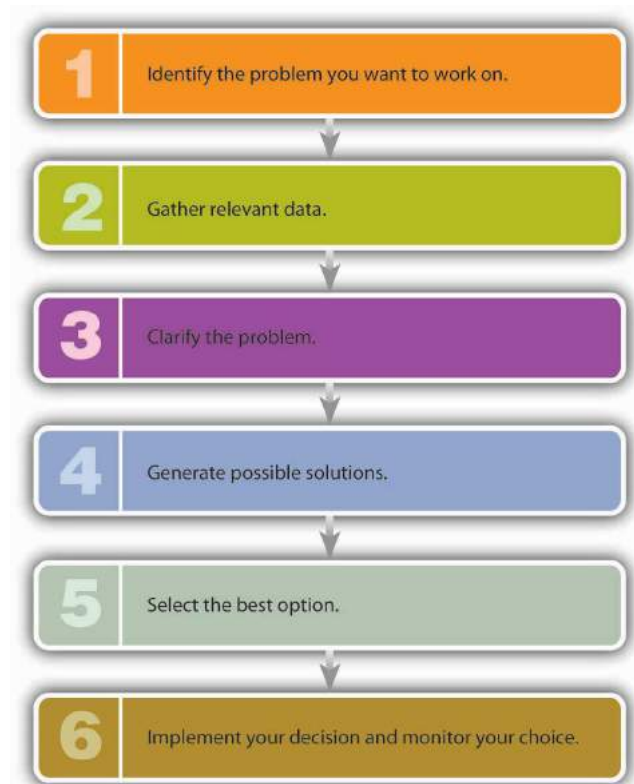 1 Identify the problem you want to work on.
2 Gather relevant data.
3 Clarify the problem.
4 Generate possible solutions.
5 Select the best option.
6 Implement your decision and monitor your choice.